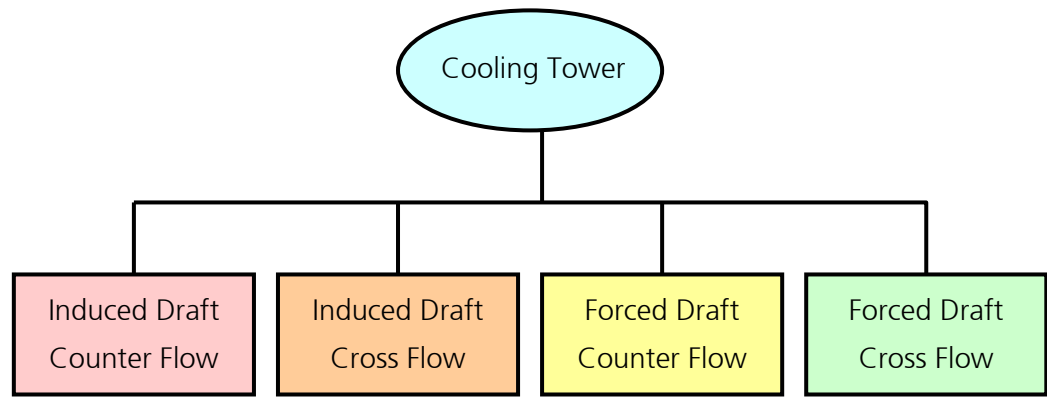 Cooling Tower
Induced Draft
Counter Flow
Induced Draft
Cross Flow
Forced Draft
Counter Flow
Forced Draft
Cross Flow